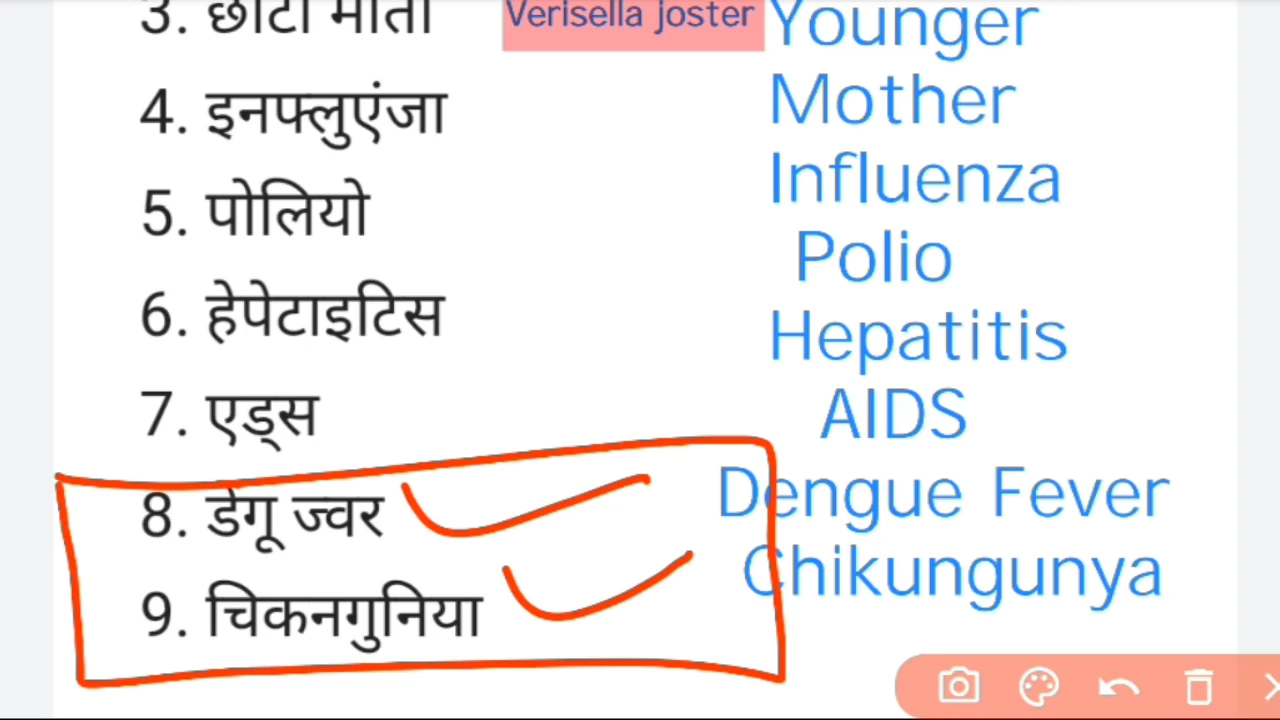 3. छोटी माता Verisella joster Younger
Mother
4. इनफ्लुएंजा
Influenza
5. पोलियो
Polio
6. हेपेटाइटिस
Hepatitis
7. एड्स
AIDS
8. डेगू ज्वर
Dengue Fever
9. चिकनगुनिया
Chikungunya